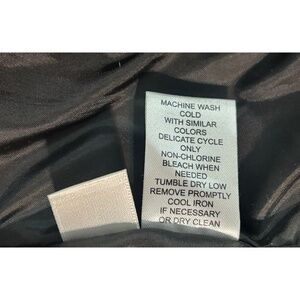 MACHINE WASH
COLD
WITH SIMILAR
COLORS
DELICATE CYCLE
ONLY
NON-CHLORINE
BLEACH WHEN
NEEDED
TUMBLE DRY LOW
REMOVE PROMPTLY
COOL IRON
IF NECESSARY
OR DRY CLEAN